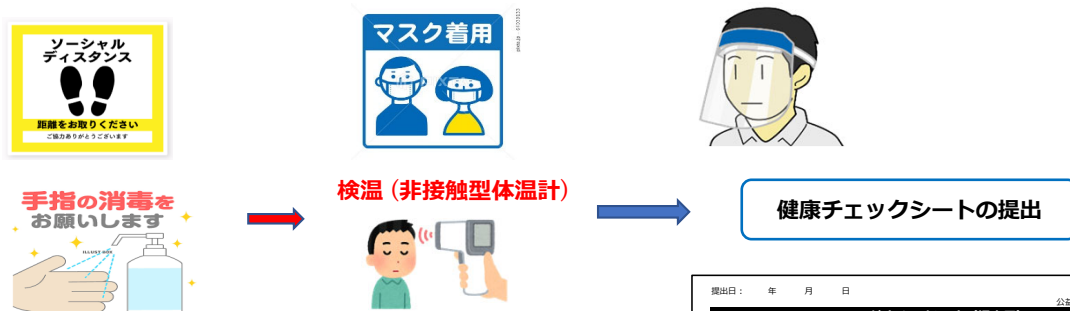 ソーシャル
ディスタンス
距離をお取りください
ご協力ありがとうございます
マスク着用
手指の消毒を
お願いします
検温（非接触型体温計）
健康チェックシートの提出
提出日： 年 月 日
公益